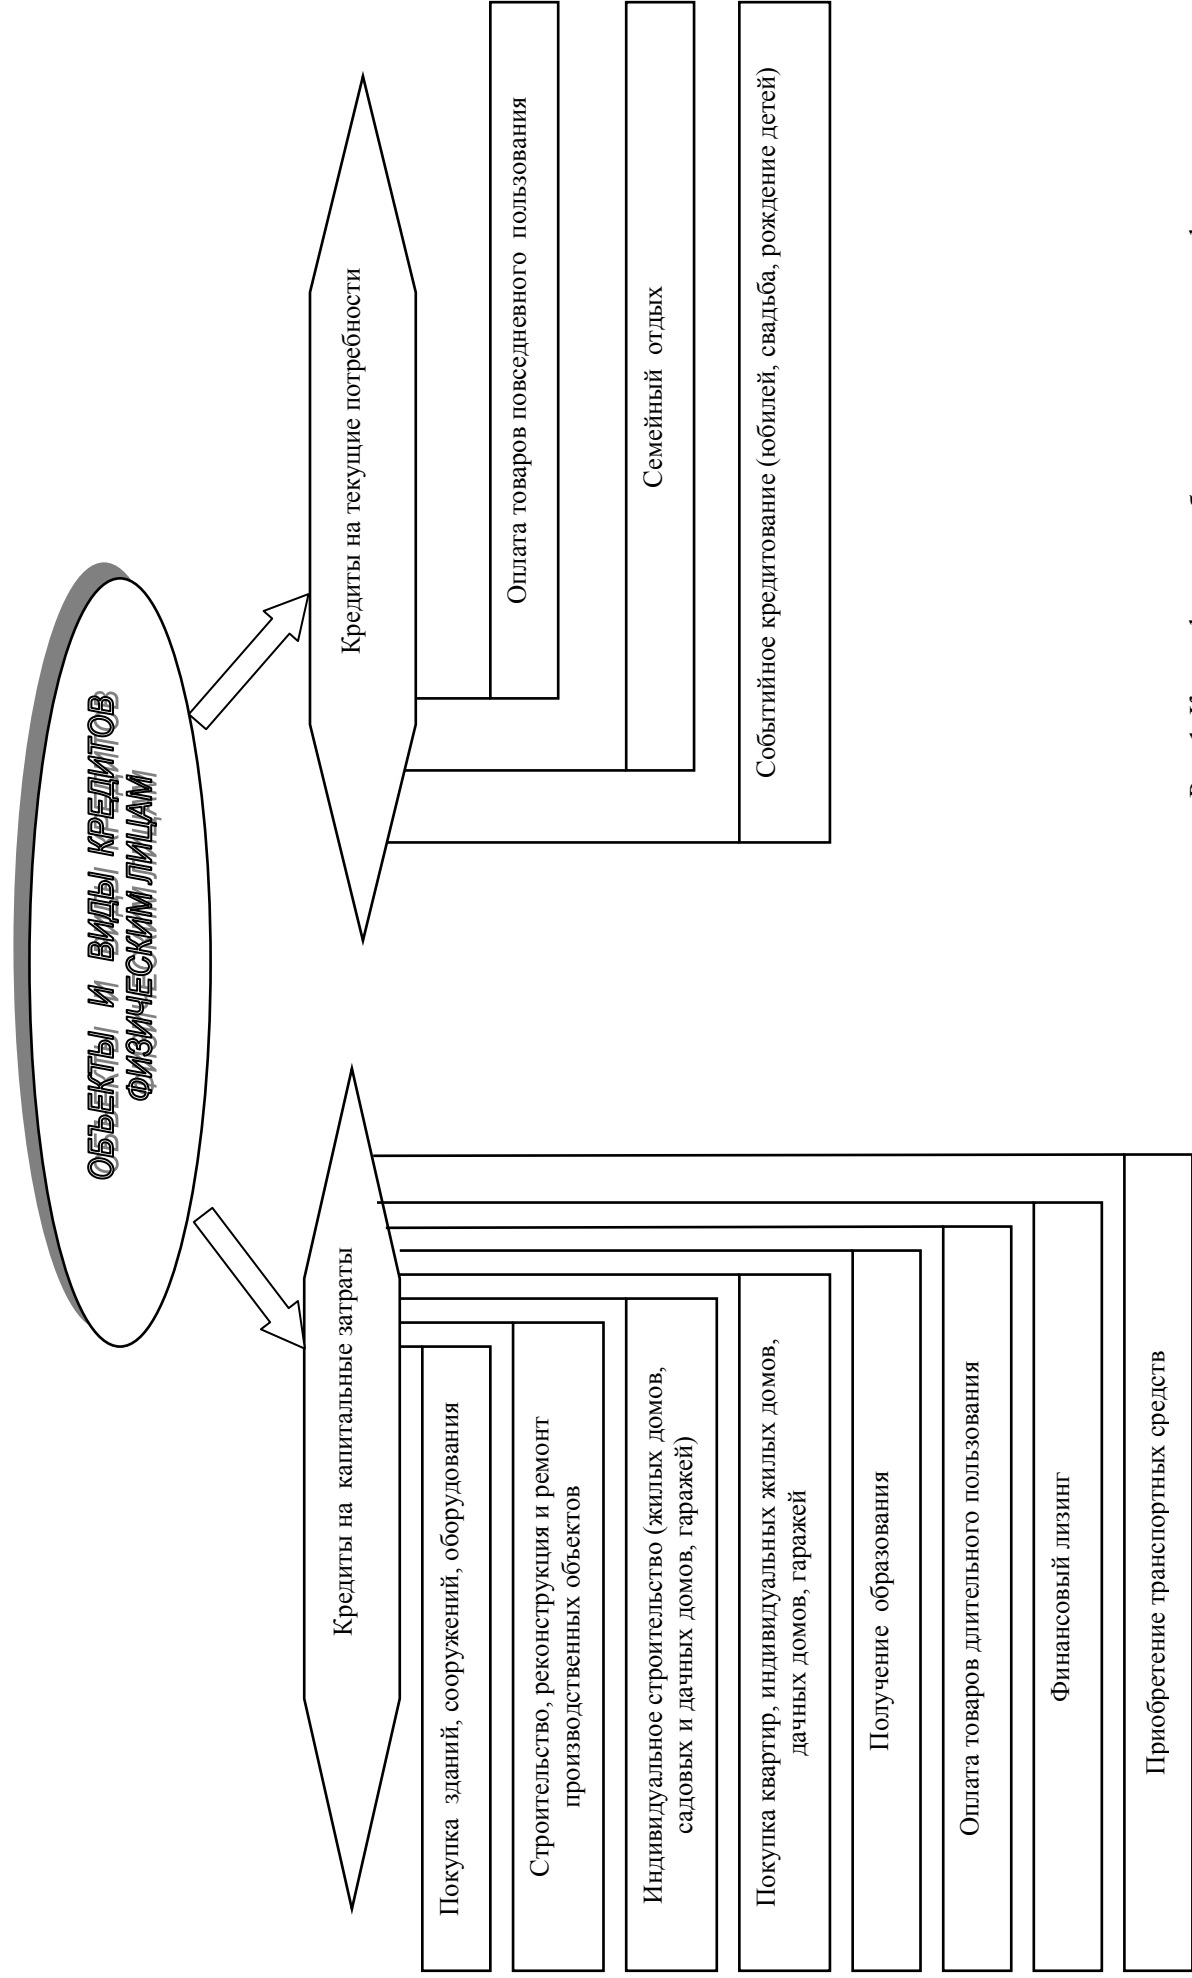 ОБЪЕКТЫ И ВИДЫ КРЕДИТОВ
ФИЗИЧЕСКИМ ЛИЦАМ
Кредиты на капитальные затраты
Покупка зданий, сооружений, оборудования
Строительство, реконструкция и ремонт
производственных объектов
Индивидуальное строительство (жилых домов,
садовых и дачных домов, гаражей)
Покупка квартир, индивидуальных жилых домов,
дачных домов, гаражей
Получение образования
Оплата товаров длительного пользования
Финансовый лизинг
Приобретение транспортных средств
Кредиты на текущие потребности
Оплата товаров повседневного пользования
Семейный отдых
Событийное кредитование (юбилей, свадьба, рождение детей)